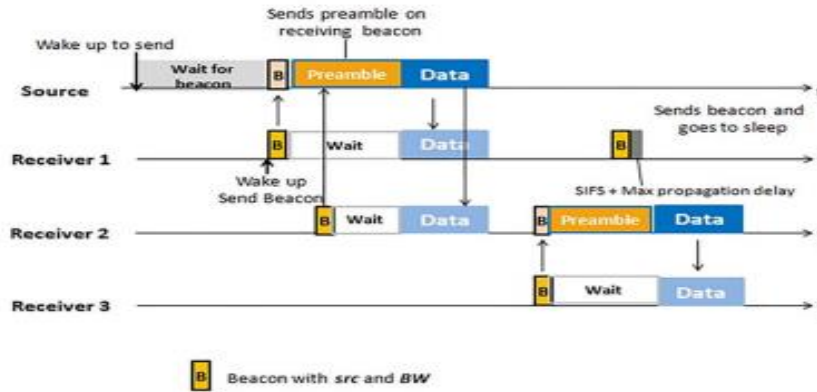 Sends preamble on
receiving beacon
Wake up to send
Wait for
beacon
B
Preamble
Data
Source
Sends beacon and
goes to sleep
B
Wait
Data
B
Receiver 1
Wake up
Send Beacon
SIFS + Max propagation delay
B
Wait
Data
B
Preamble
Data
Receiver 2
B
Wait
Data
Receiver 3
B
Beacon with src and BW